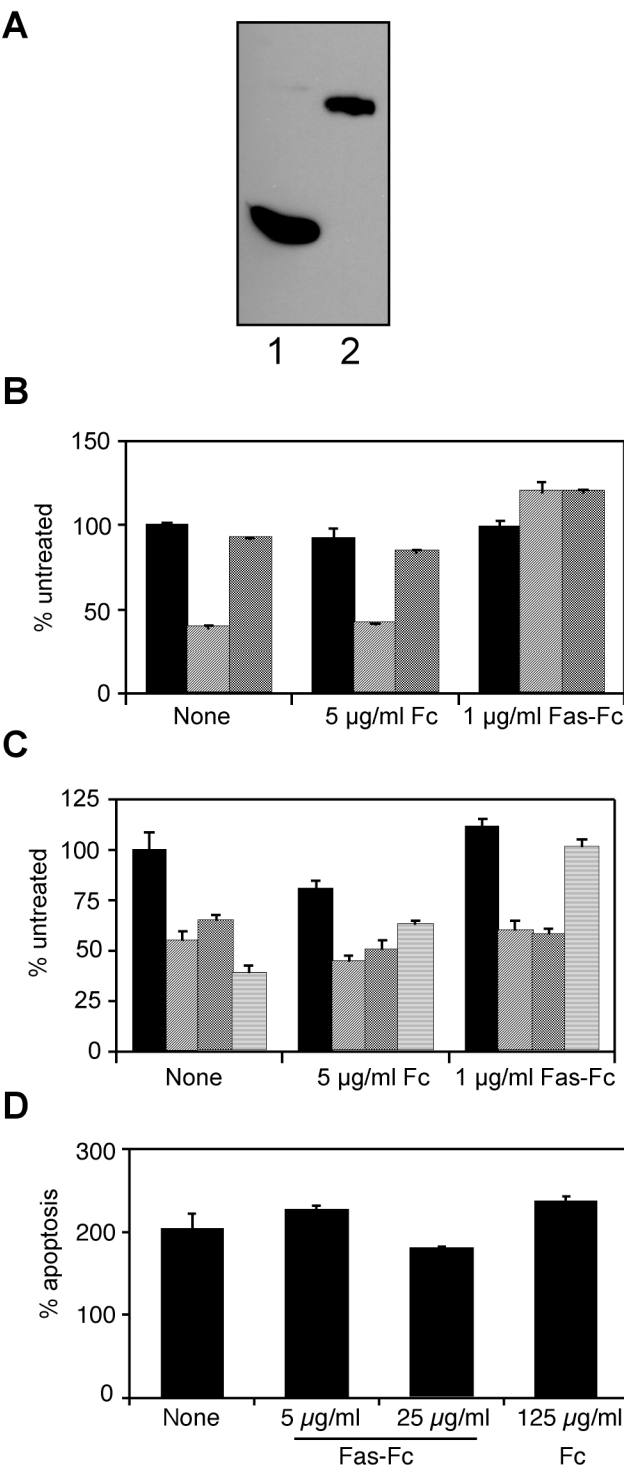 A
1 2
B
150
100
50
0
% untreated
None 5 µg/ml Fc 1 µg/ml Fas-Fc
C
125
100
75
50
25
0
% untreated
None 5 µg/ml Fc 1 µg/ml Fas-Fc
D
300
200
100
0
% apoptosis
None 5 µg/ml 25 µg/ml 125 µg/ml
Fas-Fc Fc